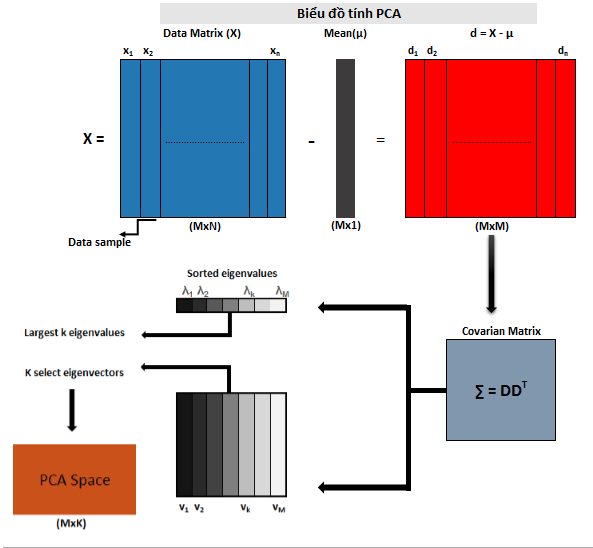 Biểu đồ tính PCA
Data Matrix (X)
Mean(μ)
d = X - μ
x1 x2 xn
d1 d2 dn
X =
-
=
(MxN)
(Mx1)
(MxM)
Data sample
Sorted eigenvalues
λ1 λ2 λk λM
Largest k eigenvalues
Covarian Matrix
K select eigenvectors
∑ = DDᵀ
PCA Space
v1 v2 vk vM
(MxK)